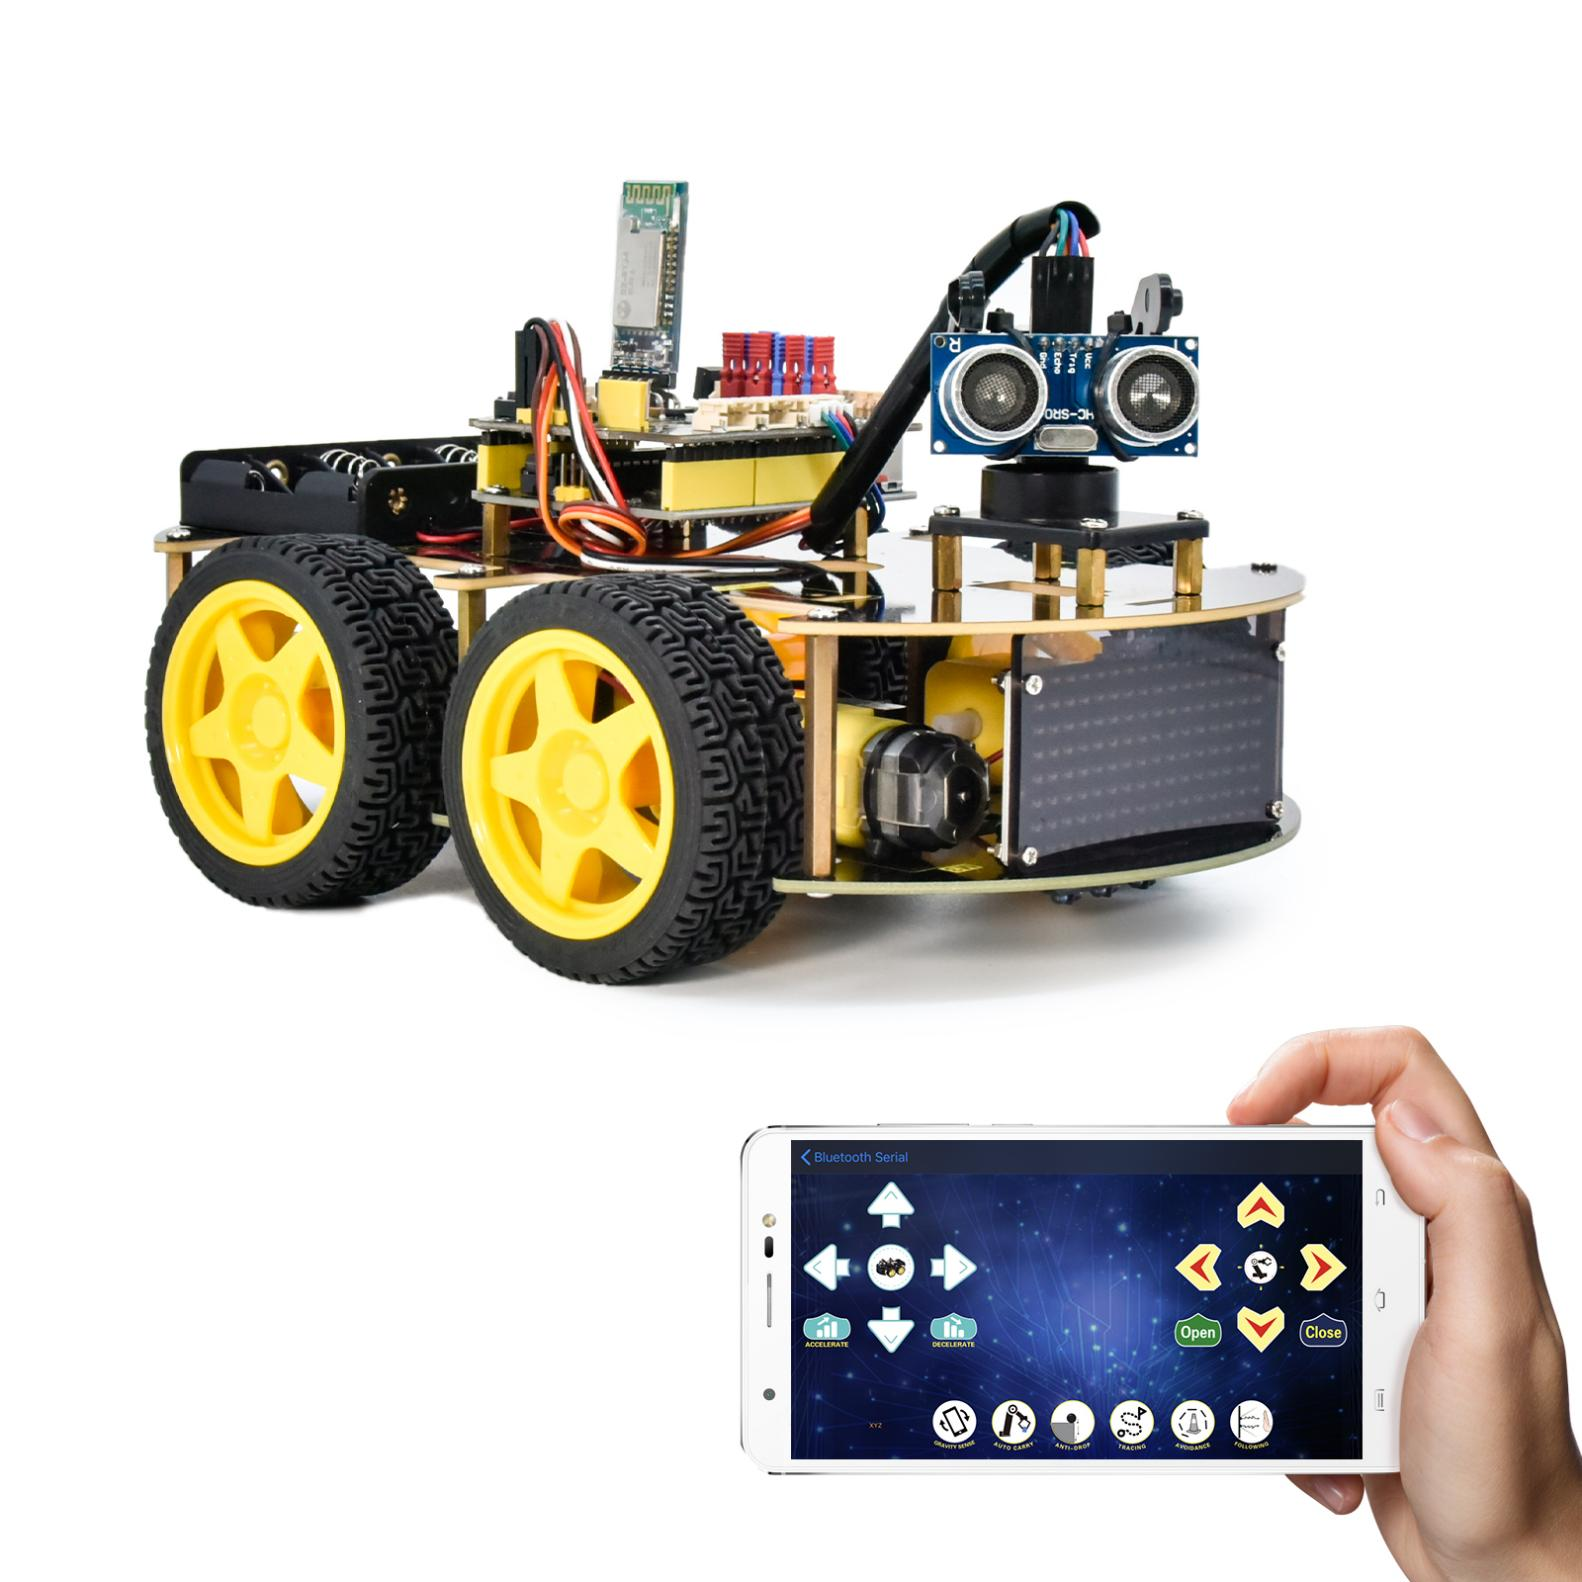 R
T
Gnd
Echo
Trig
Vcc
HC-SR0
Bluetooth Serial
ACCELERATE
DECELERATE
Open
Close
XYZ
GRAVITY SENSE
AUTO CARRY
ANTI-DROP
TRACING
AVOIDANCE
FOLLOWING